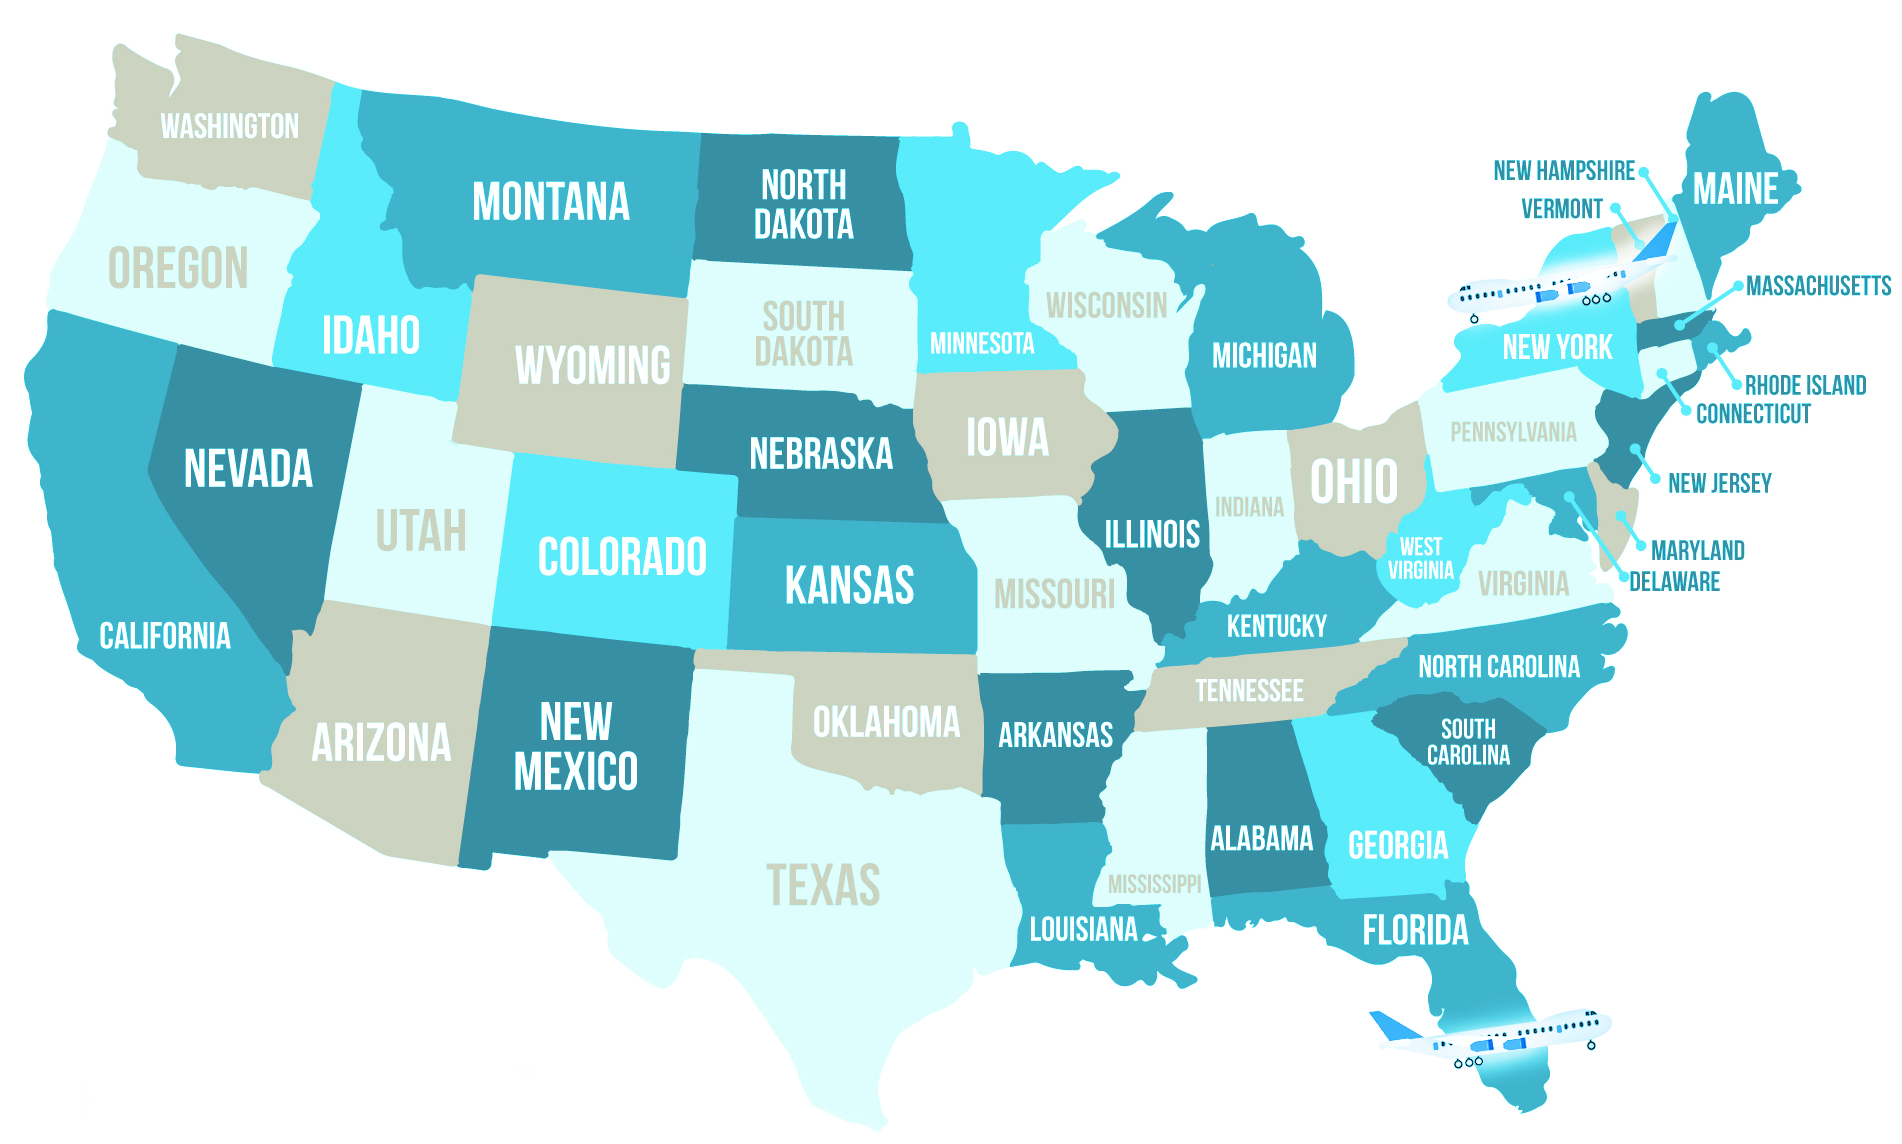 WASHINGTON
MONTANA
NORTH
DAKOTA
MAINE
NEW HAMPSHIRE
VERMONT
OREGON
IDAHO
WYOMING
SOUTH
DAKOTA
MINNESOTA
WISCONSIN
MICHIGAN
NEW YORK
MASSACHUSETTS
RHODE ISLAND
CONNECTICUT
NEVADA
UTAH
COLORADO
NEBRASKA
IOWA
ILLINOIS
INDIANA
OHIO
PENNSYLVANIA
NEW JERSEY
CALIFORNIA
KANSAS
MISSOURI
KENTUCKY
WEST
VIRGINIA
VIRGINIA
MARYLAND
DELAWARE
ARIZONA
NEW
MEXICO
OKLAHOMA
ARKANSAS
TENNESSEE
NORTH CAROLINA
SOUTH
CAROLINA
TEXAS
LOUISIANA
MISSISSIPPI
ALABAMA
GEORGIA
FLORIDA